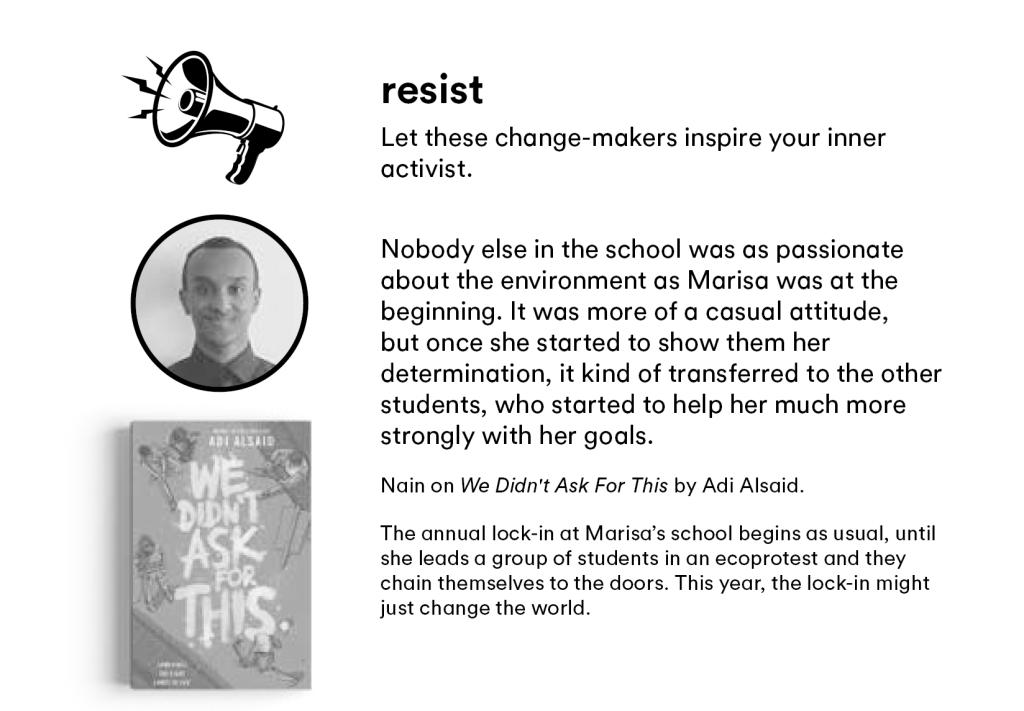 resist
Let these change-makers inspire your inner
activist.
Nobody else in the school was as passionate
about the environment as Marisa was at the
beginning. It was more of a casual attitude,
but once she started to show them her
determination, it kind of transferred to the other
students, who started to help her much more
strongly with her goals.
Nain on We Didn't Ask For This by Adi Alsaid.
The annual lock-in at Marisa’s school begins as usual, until
she leads a group of students in an ecoprotest and they
chain themselves to the doors. This year, the lock-in might
just change the world.
ADI ALSAID
WE
DIDN'T
ASK
FOR
THIS.